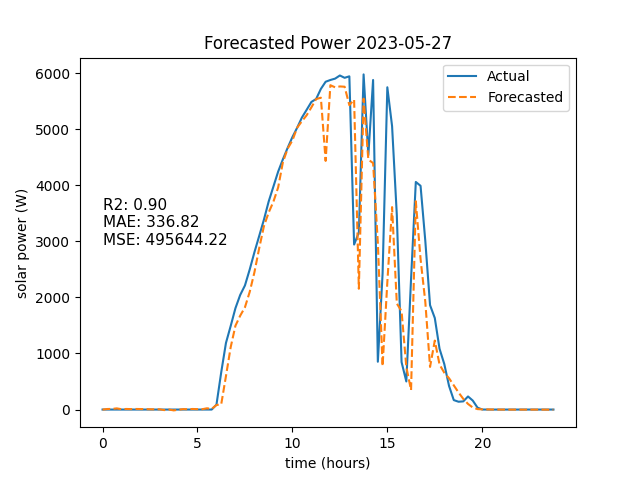 Forecasted Power 2023-05-27
Actual
Forecasted
R2: 0.90
MAE: 336.82
MSE: 495644.22
solar power (W)
6000
5000
4000
3000
2000
1000
0
0 5 10 15 20
time (hours)